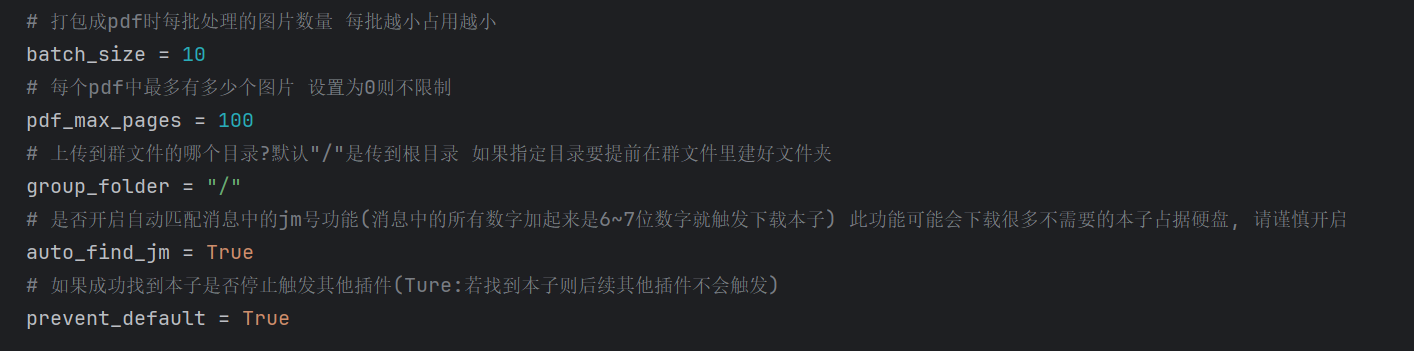 # 打包成pdf时每批处理的图片数量 每批越小占用越小
batch_size = 10
# 每个pdf中最多有多少个图片 设置为0则不限制
pdf_max_pages = 100
# 上传到群文件的哪个目录?默认"/"是传到根目录 如果指定目录要提前在群文件里建好文件夹
group_folder = "/"
# 是否开启自动匹配消息中的jm号功能(消息中的所有数字加起来是6~7位数字就触发下载本子) 此功能可能会下载很多不需要的本子占据硬盘, 请谨慎开启
auto_find_jm = True
# 如果成功找到本子是否停止触发其他插件(Ture:若找到本子则后续其他插件不会触发)
prevent_default = True